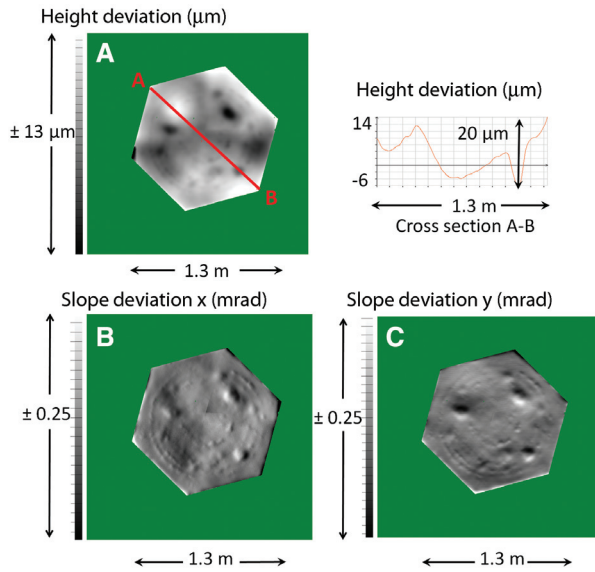 Height deviation (μm)
A
A
B
± 13 μm
1.3 m
Height deviation (μm)
14
20 μm
-6
1.3 m
Cross section A-B
Slope deviation x (mrad)
B
± 0.25
1.3 m
Slope deviation y (mrad)
C
± 0.25
1.3 m